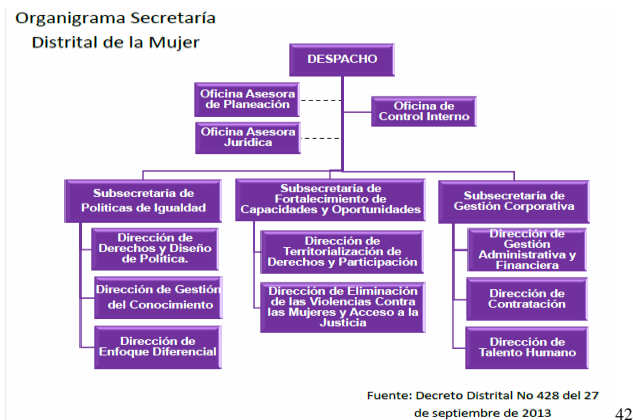 Organigrama Secretaría
Distrital de la Mujer
DESPACHO
Oficina Asesora
de Planeación
Oficina de
Control Interno
Oficina Asesora
Jurídica
Subsecretaria de
Políticas de Igualdad
Subsecretaría de
Fortalecimiento de
Capacidades y Oportunidades
Subsecretaría de
Gestión Corporativa
Dirección de
Derechos y Diseño
de Política.
Dirección de Gestión
del Conocimiento
Dirección de
Enfoque Diferencial
Dirección de
Territorialización de
Derechos y Participación
Dirección de Eliminación
de las Violencias Contra
las Mujeres y Acceso a la
Justicia
Dirección de
Gestión
Administrativa y
Financiera
Dirección de
Contratación
Dirección de
Talento Humano
Fuente: Decreto Distrital No 428 del 27
de septiembre de 2013
42